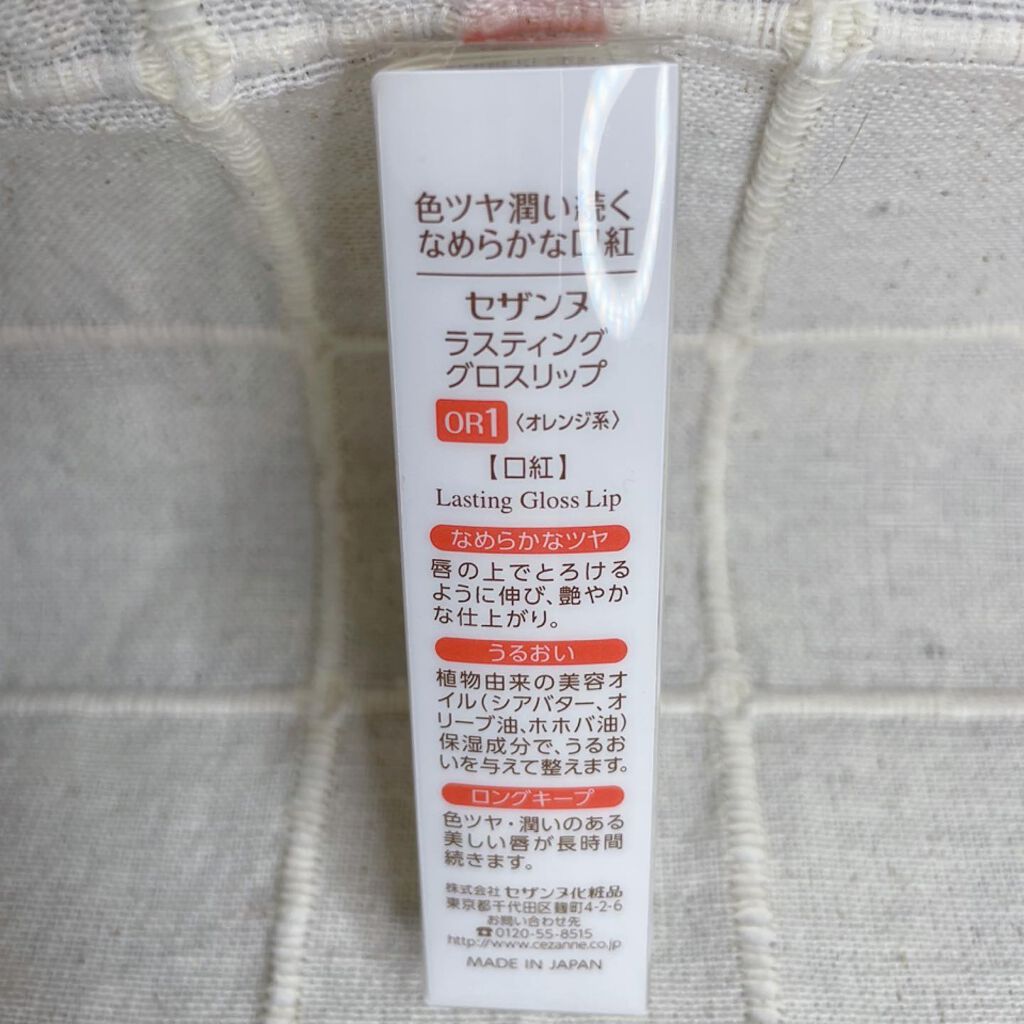 色ツヤ潤い続く
なめらかな口紅
セザンヌ
ラスティング
グロスリップ
OR1 〈オレンジ系〉
【口紅】
Lasting Gloss Lip
なめらかなツヤ
唇の上でとろける
ように伸び、艶やか
な仕上がり。
うるおい
植物由来の美容オ
イル(シアバター、オ
リーブ油、ホホバ油)
保湿成分で、うるお
いを与えて整えます。
ロングキープ
色ツヤ・潤いのある
美しい唇が長時間
続きます。
株式会社 セザンヌ化粧品
東京都千代田区麹町4-2-6
お問い合わせ先
☎0120-55-8515
http://www.cezanne.co.jp
MADE IN JAPAN